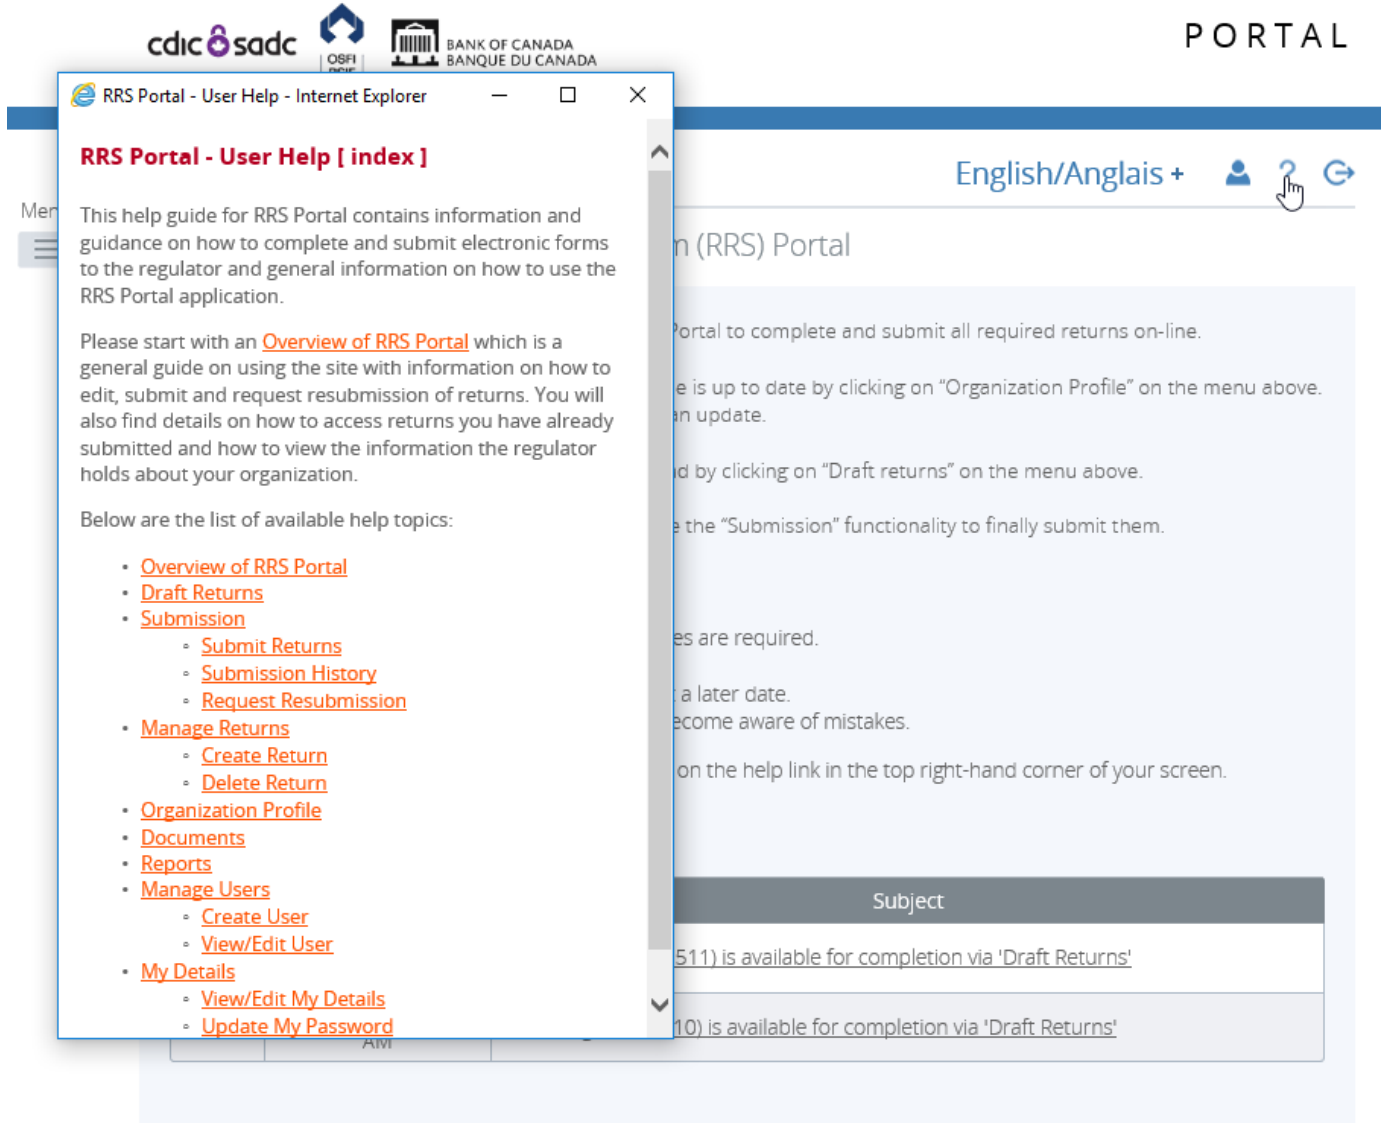 cdic sadc
OSFI
BANK OF CANADA
BANQUE DU CANADA
PORTAL
RRS Portal - User Help - Internet Explorer
RRS Portal - User Help [ index ]
This help guide for RRS Portal contains information and
guidance on how to complete and submit electronic forms
to the regulator and general information on how to use the
RRS Portal application.
Please start with an Overview of RRS Portal which is a
general guide on using the site with information on how to
edit, submit and request resubmission of returns. You will
also find details on how to access returns you have already
submitted and how to view the information the regulator
holds about your organization.
Below are the list of available help topics:
• Overview of RRS Portal
• Draft Returns
• Submission
◦ Submit Returns
◦ Submission History
◦ Request Resubmission
• Manage Returns
◦ Create Return
◦ Delete Return
• Organization Profile
• Documents
• Reports
• Manage Users
◦ Create User
◦ View/Edit User
• My Details
◦ View/Edit My Details
◦ Update My Password
English/Anglais +
?
(RRS) Portal
Portal to complete and submit all required returns on-line.
is up to date by clicking on “Organization Profile” on the menu above.
an update.
by clicking on “Draft returns” on the menu above.
the “Submission” functionality to finally submit them.
are required.
a later date.
become aware of mistakes.
on the help link in the top right-hand corner of your screen.
Subject
511) is available for completion via 'Draft Returns'
10) is available for completion via 'Draft Returns'
AM